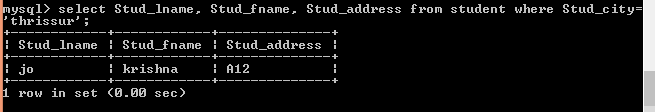 mysql> select Stud_lname, Stud_fname, Stud_address from student where Stud_city=
'thrissur';
+------------+------------+--------------+
| Stud_lname | Stud_fname | Stud_address |
+------------+------------+--------------+
| jo         | krishna    | A12          |
+------------+------------+--------------+
1 row in set (0.00 sec)